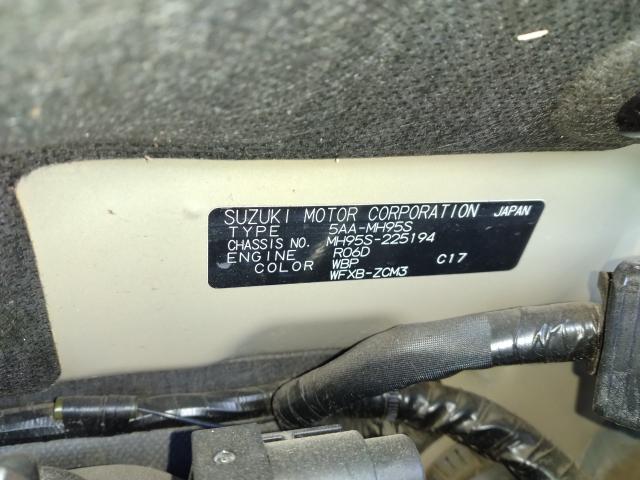 SUZUKI MOTOR CORPORATION JAPAN
TYPE 5AA-MH95S
CHASSIS NO. MH95S-225194
ENGINE R06D
COLOR WBP C17
WFXB-ZCM3